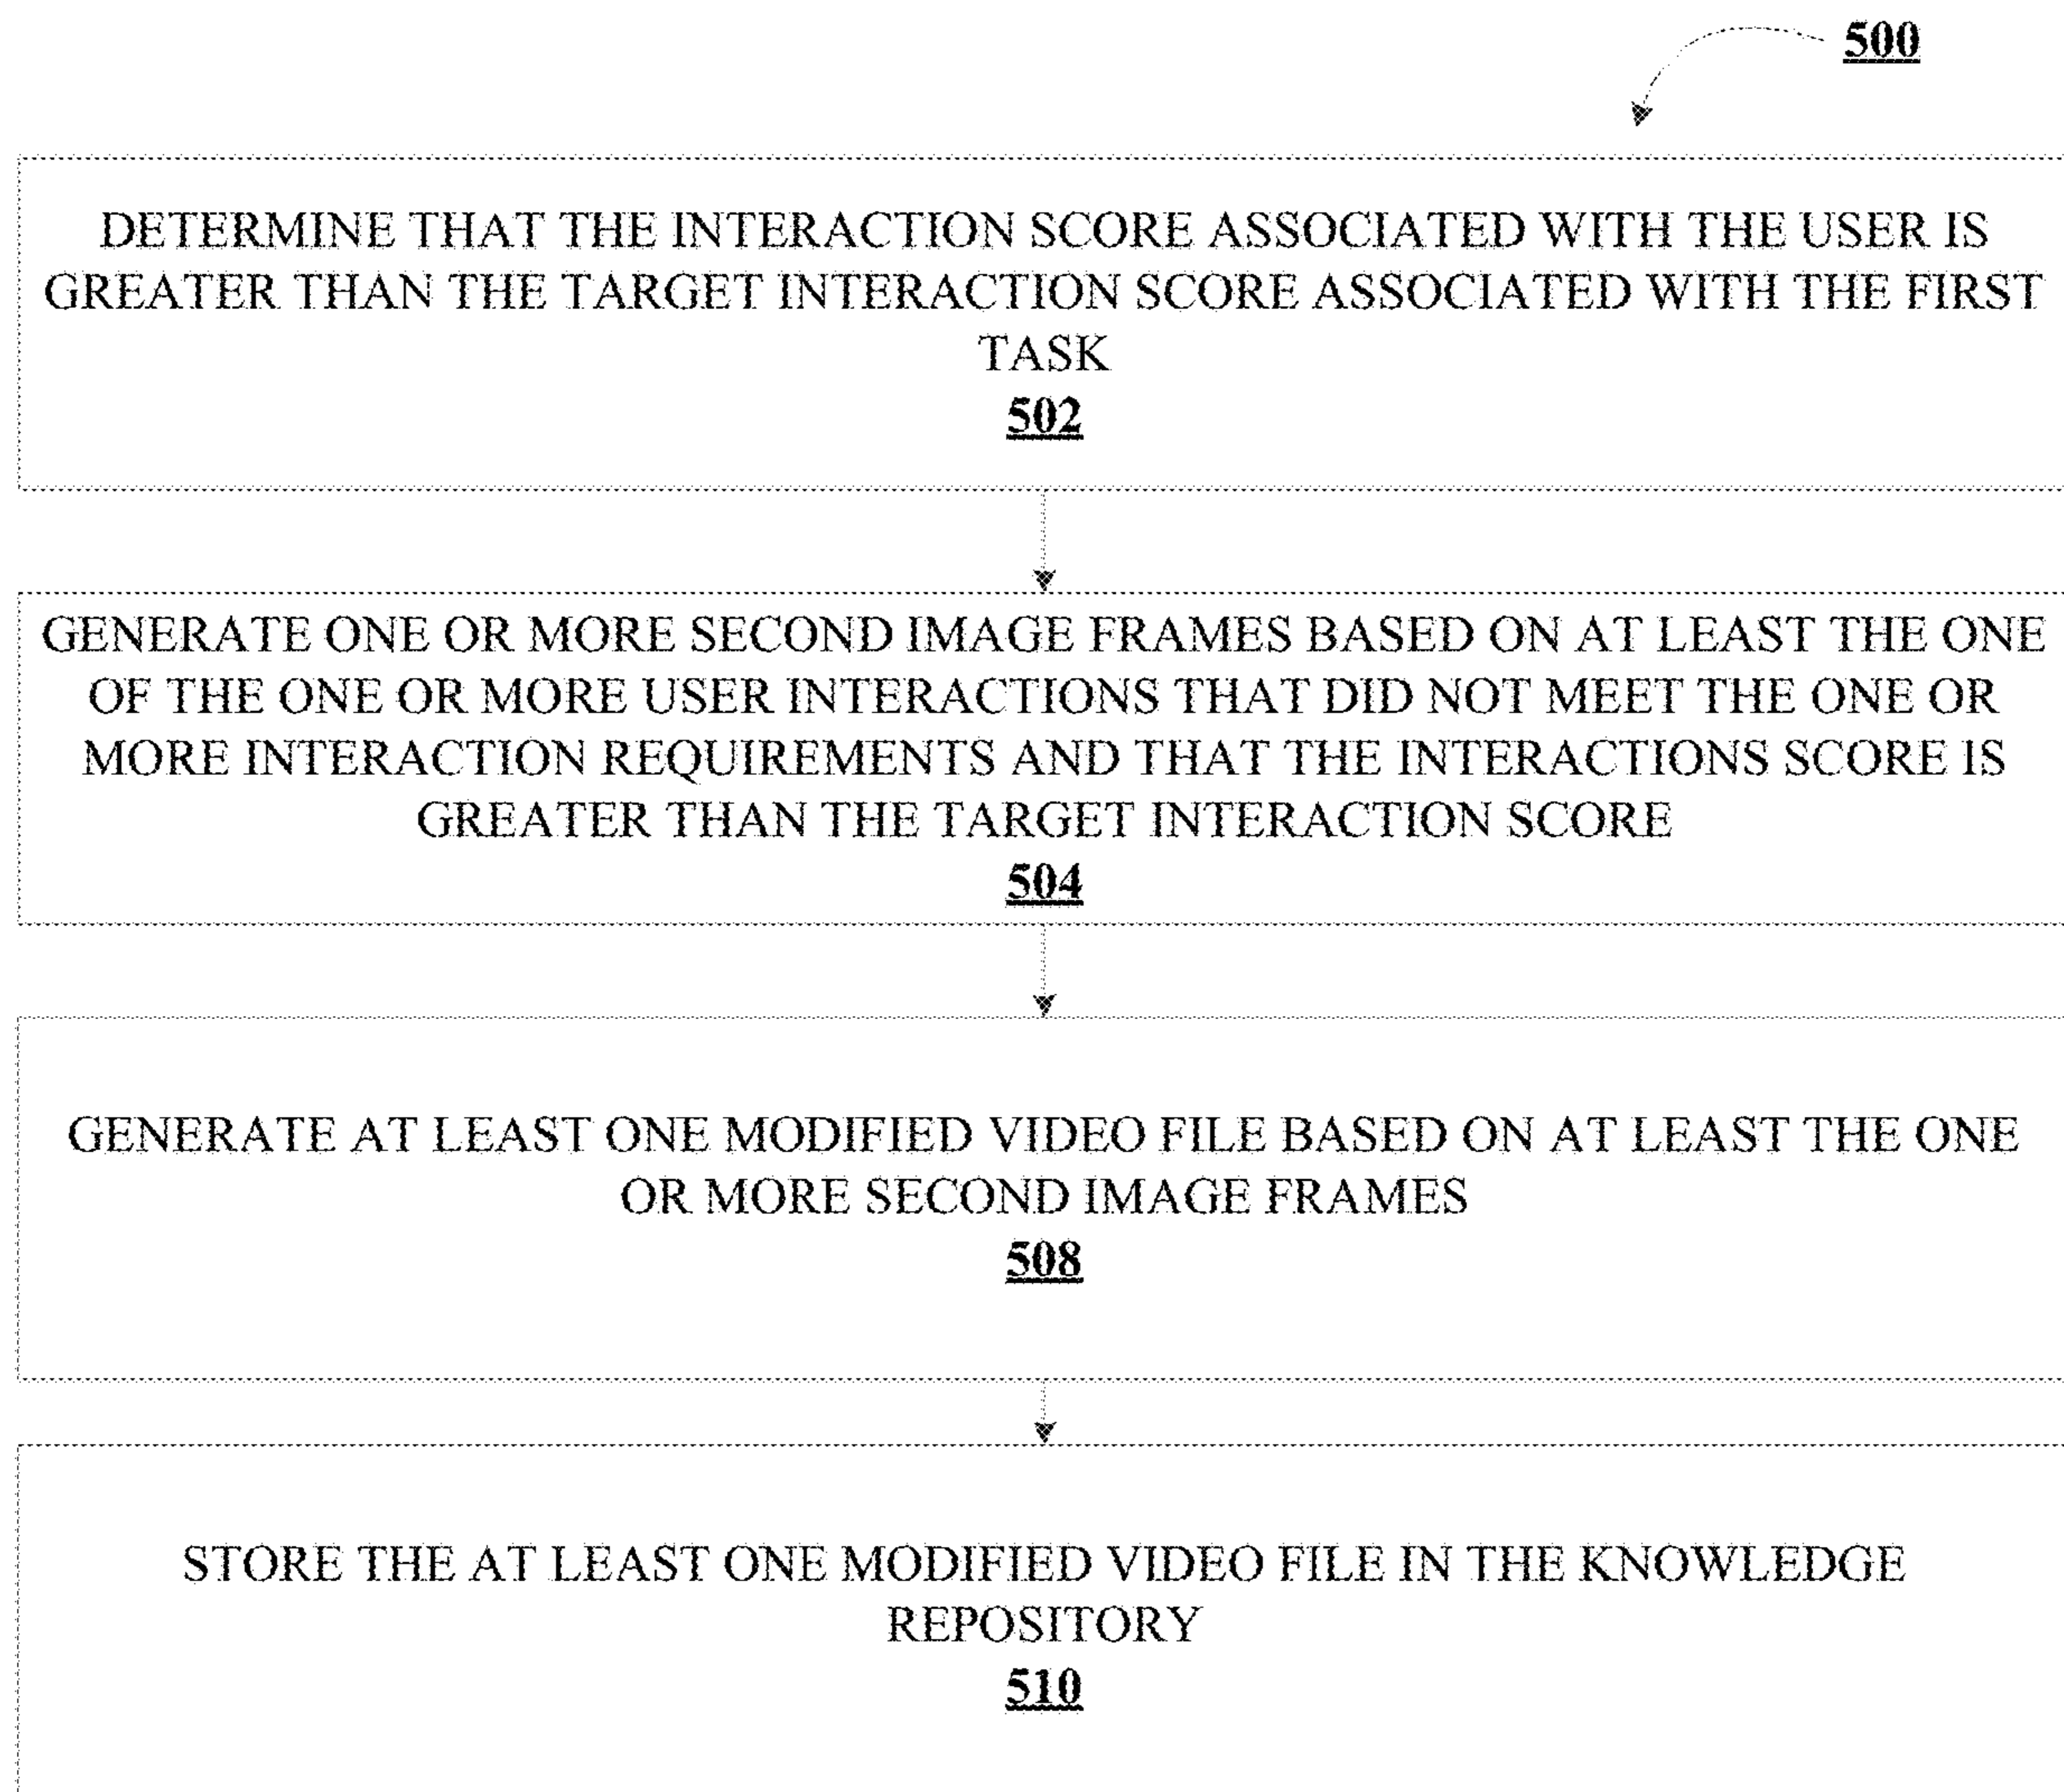 500
DETERMINE THAT THE INTERACTION SCORE ASSOCIATED WITH THE USER IS
GREATER THAN THE TARGET INTERACTION SCORE ASSOCIATED WITH THE FIRST
TASK
502
GENERATE ONE OR MORE SECOND IMAGE FRAMES BASED ON AT LEAST THE ONE
OF THE ONE OR MORE USER INTERACTIONS THAT DID NOT MEET THE ONE OR
MORE INTERACTION REQUIREMENTS AND THAT THE INTERACTIONS SCORE IS
GREATER THAN THE TARGET INTERACTION SCORE
504
GENERATE AT LEAST ONE MODIFIED VIDEO FILE BASED ON AT LEAST THE ONE
OR MORE SECOND IMAGE FRAMES
508
STORE THE AT LEAST ONE MODIFIED VIDEO FILE IN THE KNOWLEDGE
REPOSITORY
510